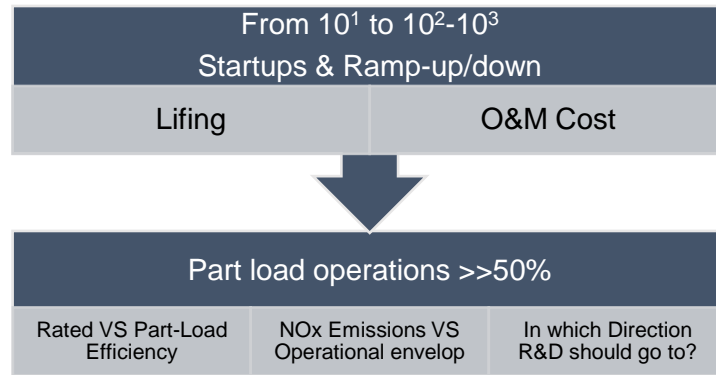 From 10¹ to 10²-10³
Startups & Ramp-up/down
Lifing
O&M Cost
Part load operations >>50%
Rated VS Part-Load
Efficiency
NOx Emissions VS
Operational envelop
In which Direction
R&D should go to?